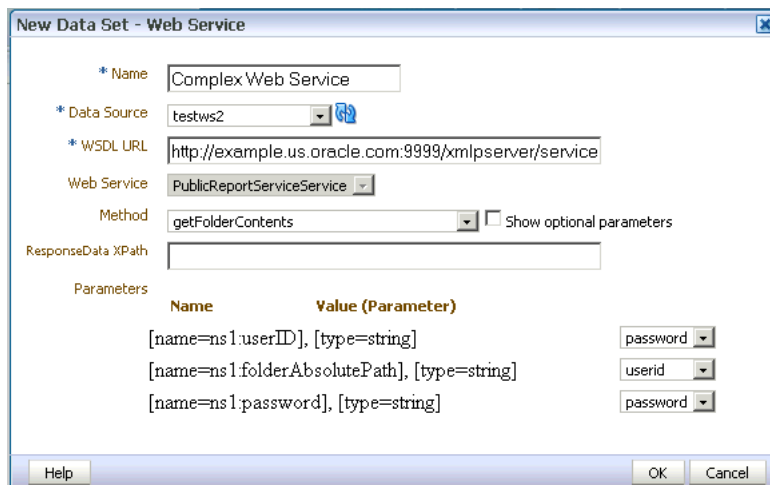 New Data Set - Web Service
* Name Complex Web Service
* Data Source testws2
* WSDL URL http://example.us.oracle.com:9999/xmlpserver/service
Web Service PublicReportServiceService
Method getFolderContents Show optional parameters
ResponseData XPath
Parameters
Name Value (Parameter)
[name=ns1:userID], [type=string] password
[name=ns1:folderAbsolutePath], [type=string] userid
[name=ns1:password], [type=string] password
Help OK Cancel